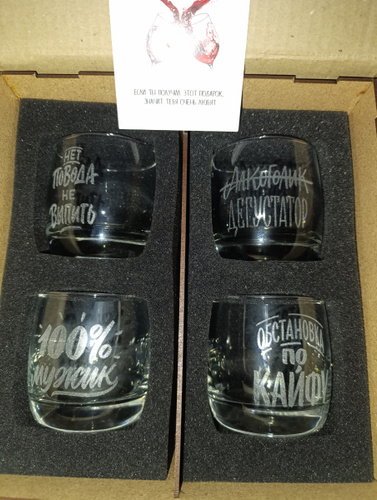 ЕСЛИ ТЫ ПОЛУЧИЛ ЭТОТ ПОДАРОК,
ЗНАЧИТ ТЕБЯ ОЧЕНЬ ЛЮБЯТ
НЕТ
ПОВОДА
НЕ
ВЫПИТЬ
АЛКОГОЛИК
ДЕГУСТАТОР
100%
мужик
ОБСТАНОВКА
ПО
КАЙФУ